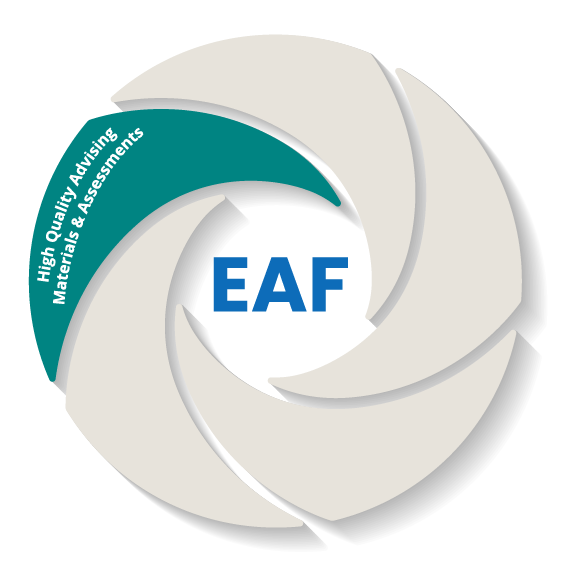 High Quality Advising
Materials & Assessments
EAF